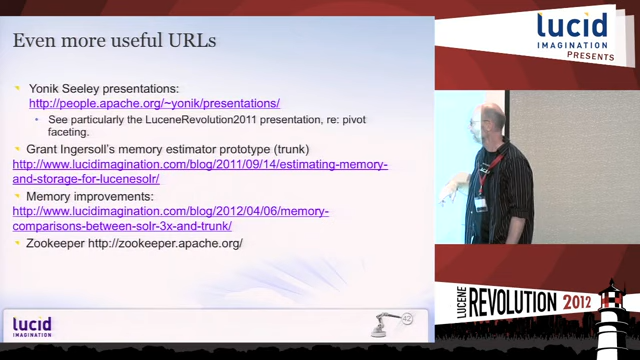 Even more useful URLs
Yonik Seeley presentations:
http://people.apache.org/~yonik/presentations/
See particularly the LuceneRevolution2011 presentation, re: pivot
faceting.
Grant Ingersoll's memory estimator prototype (trunk)
http://www.lucidimagination.com/blog/2011/09/14/estimating-memory-
and-storage-for-lucenesolr/
Memory improvements:
http://www.lucidimagination.com/blog/2012/04/06/memory-
comparisons-between-solr-3x-and-trunk/
Zookeeper http://zookeeper.apache.org/
lucid
IMAGINATION
42
lucid
IMAGINATION
PRESENTS
LUCENE
REVOLUTION 2012